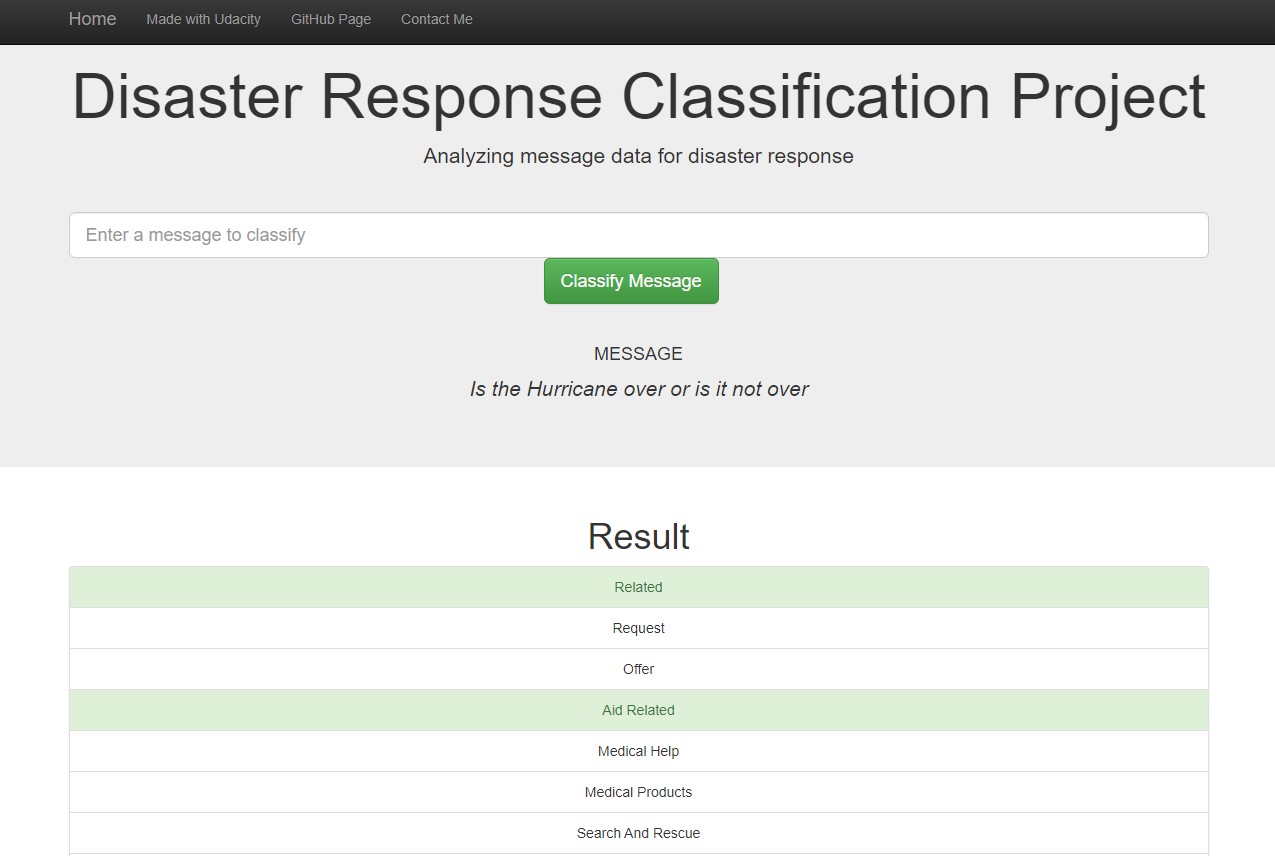 Home Made with Udacity GitHub Page Contact Me
Disaster Response Classification Project
Analyzing message data for disaster response
Enter a message to classify
Classify Message
MESSAGE
Is the Hurricane over or is it not over
Result
Related
Request
Offer
Aid Related
Medical Help
Medical Products
Search And Rescue